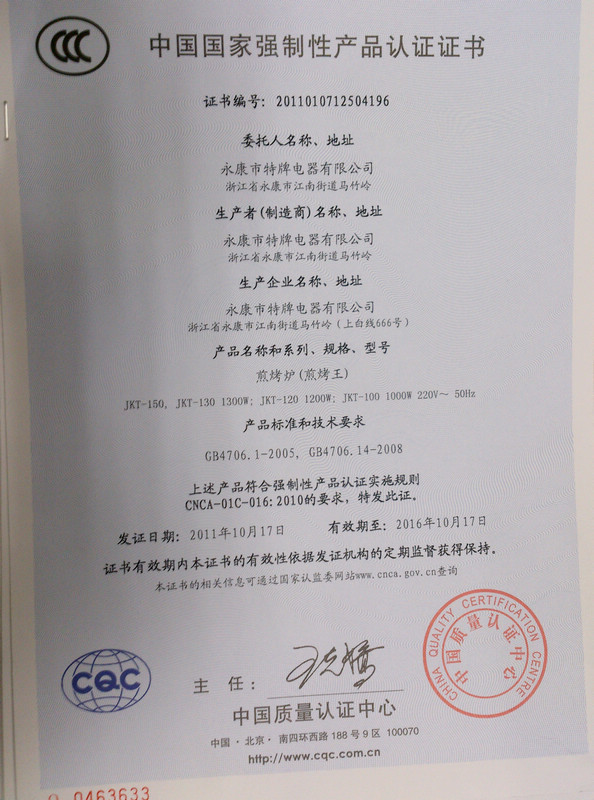 CCC
中国国家强制性产品认证证书
证书编号：2011010712504196
委托人名称、地址
永康市特牌电器有限公司
浙江省永康市江南街道马竹岭
生产者(制造商)名称、地址
永康市特牌电器有限公司
浙江省永康市江南街道马竹岭
生产企业名称、地址
永康市特牌电器有限公司
浙江省永康市江南街道马竹岭（上白线666号）
产品名称和系列、规格、型号
煎烤炉(煎烤王)
JKT-150, JKT-130 1300W; JKT-120 1200W; JKT-100 1000W 220V～ 50Hz
产品标准和技术要求
GB4706.1-2005, GB4706.14-2008
上述产品符合强制性产品认证实施规则
CNCA-01C-016:2010的要求，特发此证。
发证日期：2011年10月17日 有效期至：2016年10月17日
证书有效期内本证书的有效性依据发证机构的定期监督获得保持。
本证书的相关信息可通过国家认监委网站www.cnca.gov.cn查询
CHINA QUALITY CERTIFICATION CENTRE
中国质量认证中心
CQC
主 任：
中国质量认证中心
中国·北京·南四环西路 188 号 9 区 100070
http://www.cqc.com.cn
0463633